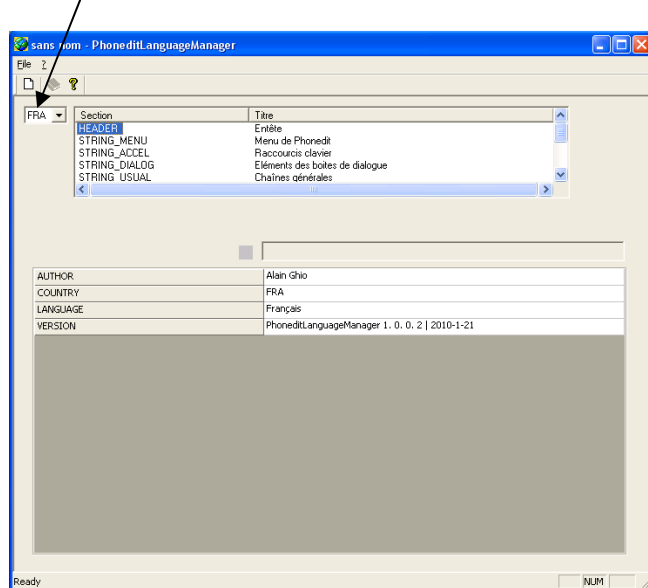 sans nom - PhoneditLanguageManager
File ?
FRA
Section Titre
HEADER Entête
STRING_MENU Menu de Phonedit
STRING_ACCEL Raccourcis clavier
STRING_DIALOG Eléments des boites de dialogue
STRING_USUAL Chaînes générales
AUTHOR Alain Ghio
COUNTRY FRA
LANGUAGE Français
VERSION PhoneditLanguageManager 1. 0. 0. 2 | 2010-1-21
Ready NUM